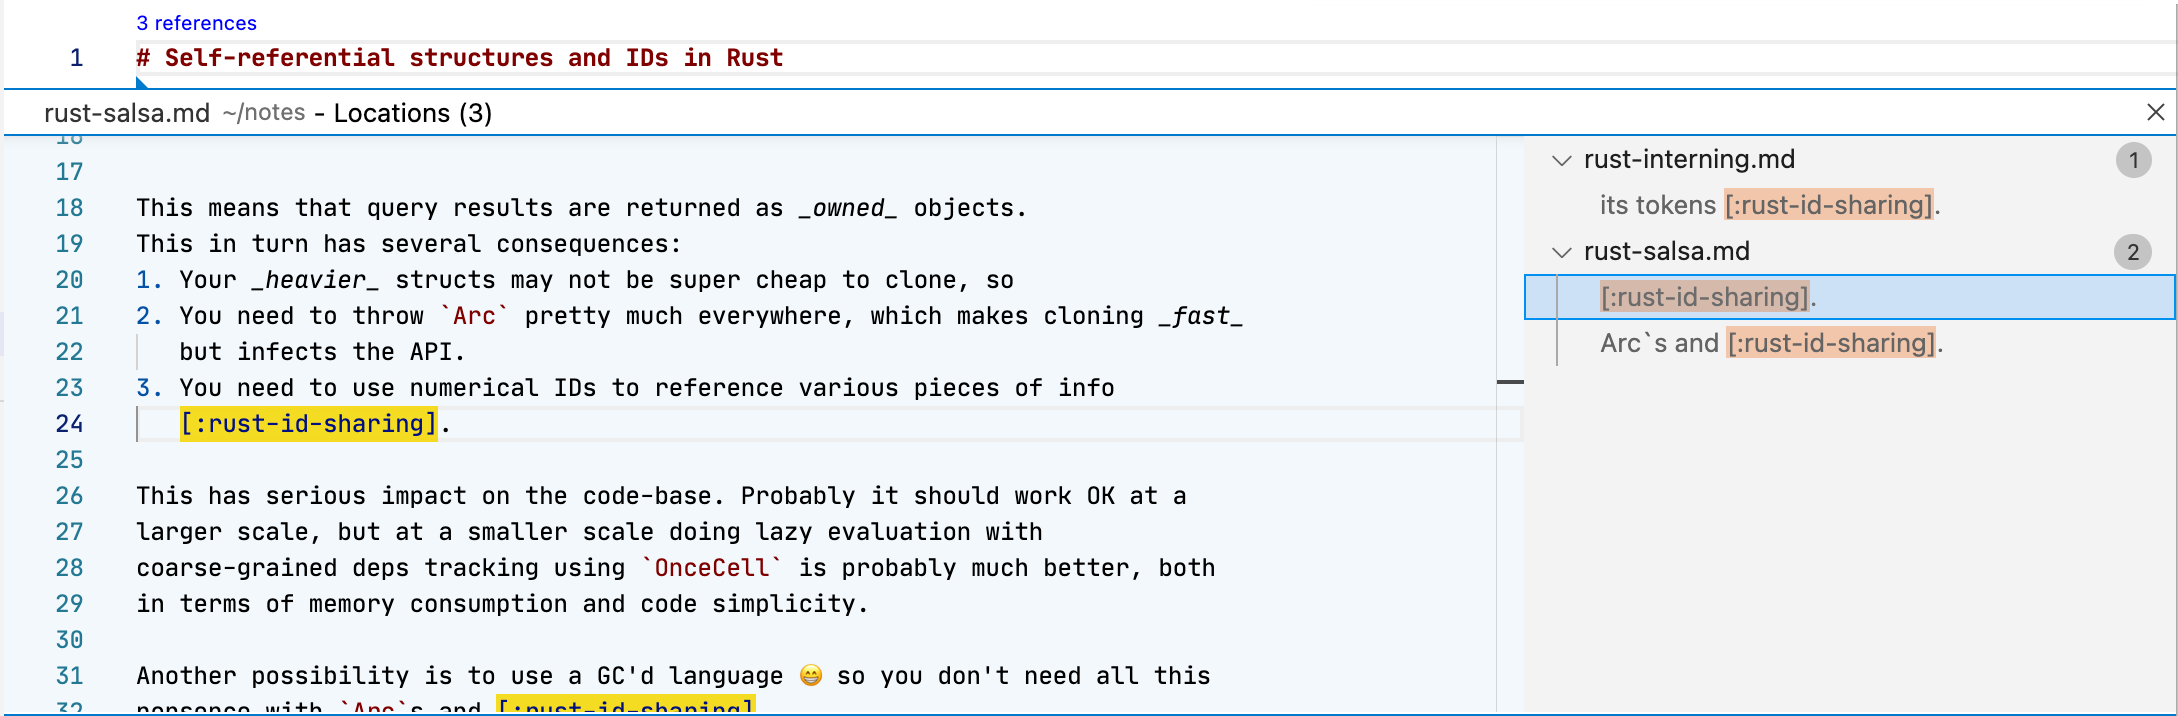 3 references
1 # Self-referential structures and IDs in Rust
rust-salsa.md ~/notes - Locations (3)
16
17
18 This means that query results are returned as _owned_ objects.
19 This in turn has several consequences:
20 1. Your _heavier_ structs may not be super cheap to clone, so
21 2. You need to throw `Arc` pretty much everywhere, which makes cloning _fast_
22 but infects the API.
23 3. You need to use numerical IDs to reference various pieces of info
24 [:rust-id-sharing].
25
26 This has serious impact on the code-base. Probably it should work OK at a
27 larger scale, but at a smaller scale doing lazy evaluation with
28 coarse-grained deps tracking using `OnceCell` is probably much better, both
29 in terms of memory consumption and code simplicity.
30
31 Another possibility is to use a GC'd language 😁 so you don't need all this
32 nonsense with `Arc`s and [:rust-id-sharing]
rust-interning.md 1
its tokens [:rust-id-sharing].
rust-salsa.md 2
[:rust-id-sharing].
Arc`s and [:rust-id-sharing].